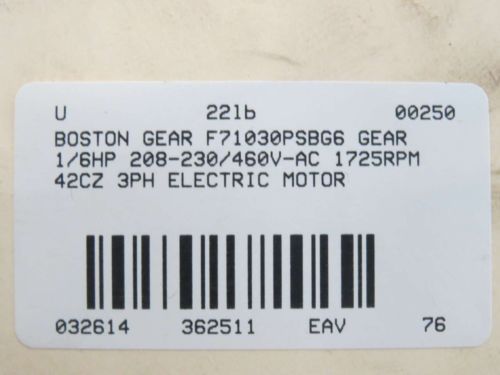 U 22lb 00250
BOSTON GEAR F71030PSBG6 GEAR
1/6HP 208-230/460V-AC 1725RPM
42CZ 3PH ELECTRIC MOTOR
032614 362511 EAV 76